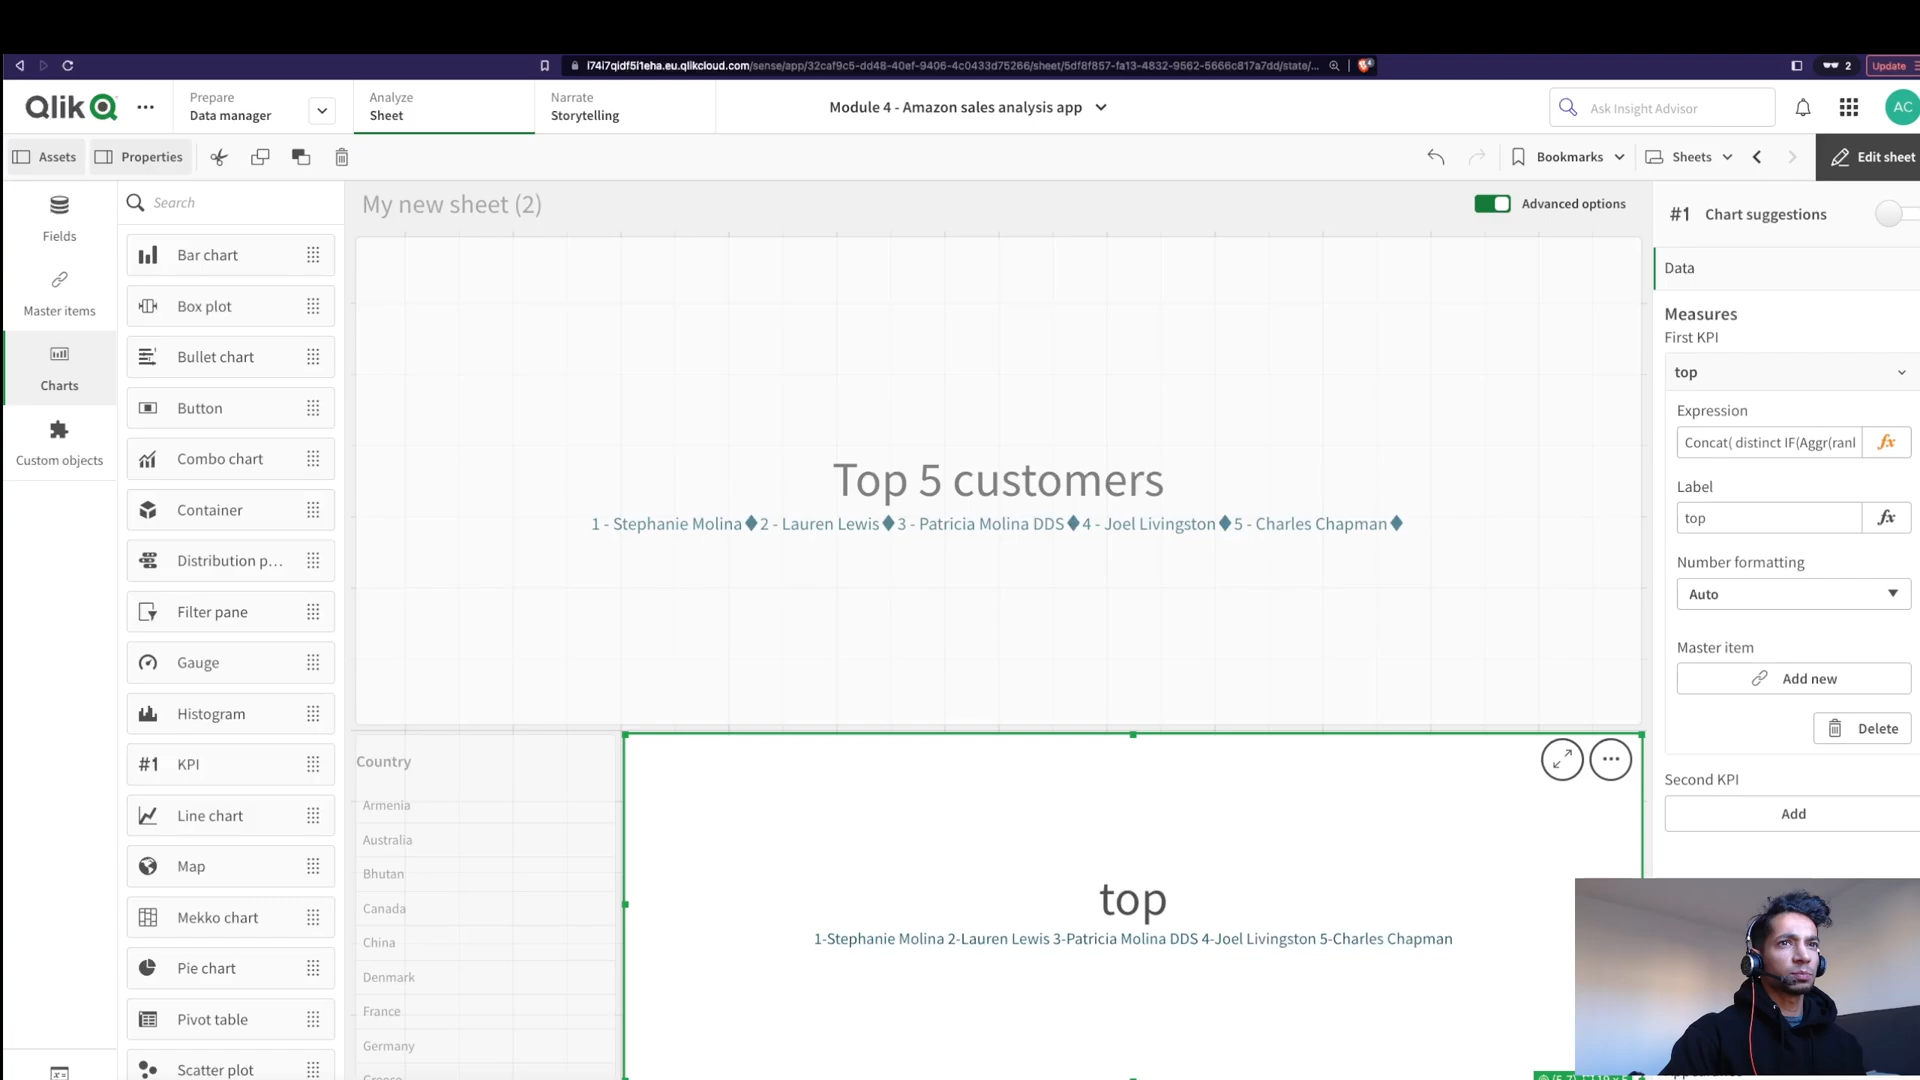 i74i7qidf5i1eha.eu.qlikcloud.com/sense/app/32caf9c5-dd48-40ef-9406-4c0433d75266/sheet/5df8f857-fa13-4832-9562-5666c817a7dd/state/...
2
Update
Qlik
Prepare
Data manager
Analyze
Sheet
Narrate
Storytelling
Module 4 - Amazon sales analysis app
Ask Insight Advisor
AC
Assets
Properties
Bookmarks
Sheets
Edit sheet
Fields
Master items
Charts
Custom objects
Search
Bar chart
Box plot
Bullet chart
Button
Combo chart
Container
Distribution p...
Filter pane
Gauge
Histogram
#1 KPI
Line chart
Map
Mekko chart
Pie chart
Pivot table
Scatter plot
My new sheet (2)
Advanced options
Top 5 customers
1 - Stephanie Molina♦2 - Lauren Lewis♦3 - Patricia Molina DDS♦4 - Joel Livingston♦5 - Charles Chapman♦
Country
Armenia
Australia
Bhutan
Canada
China
Denmark
France
Germany
Greece
top
1-Stephanie Molina 2-Lauren Lewis 3-Patricia Molina DDS 4-Joel Livingston 5-Charles Chapman
#1 Chart suggestions
Data
Measures
First KPI
top
Expression
Concat( distinct IF(Aggr(ranl
fx
Label
top
fx
Number formatting
Auto
Master item
Add new
Delete
Second KPI
Add